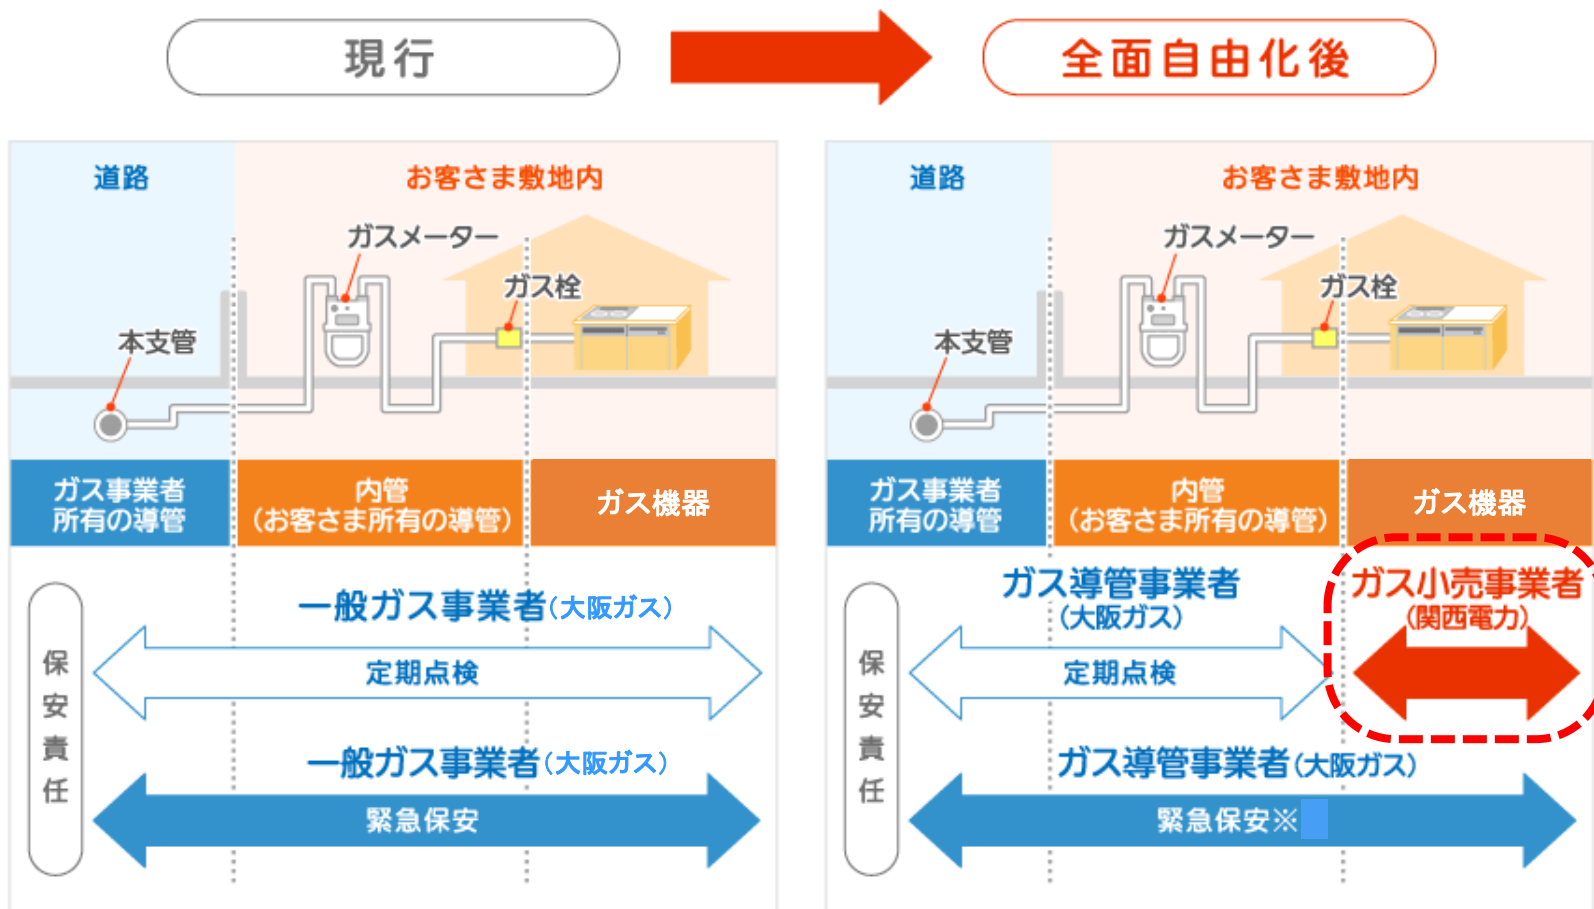 現行
全面自由化後
道路
お客さま敷地内
ガスメーター
ガス栓
本支管
ガス事業者
所有の導管
内管
（お客さま所有の導管）
ガス機器
保安責任
一般ガス事業者（大阪ガス）
定期点検
一般ガス事業者（大阪ガス）
緊急保安
道路
お客さま敷地内
ガスメーター
ガス栓
本支管
ガス事業者
所有の導管
内管
（お客さま所有の導管）
ガス機器
保安責任
ガス導管事業者
（大阪ガス）
定期点検
ガス小売事業者
（関西電力）
ガス導管事業者（大阪ガス）
緊急保安※